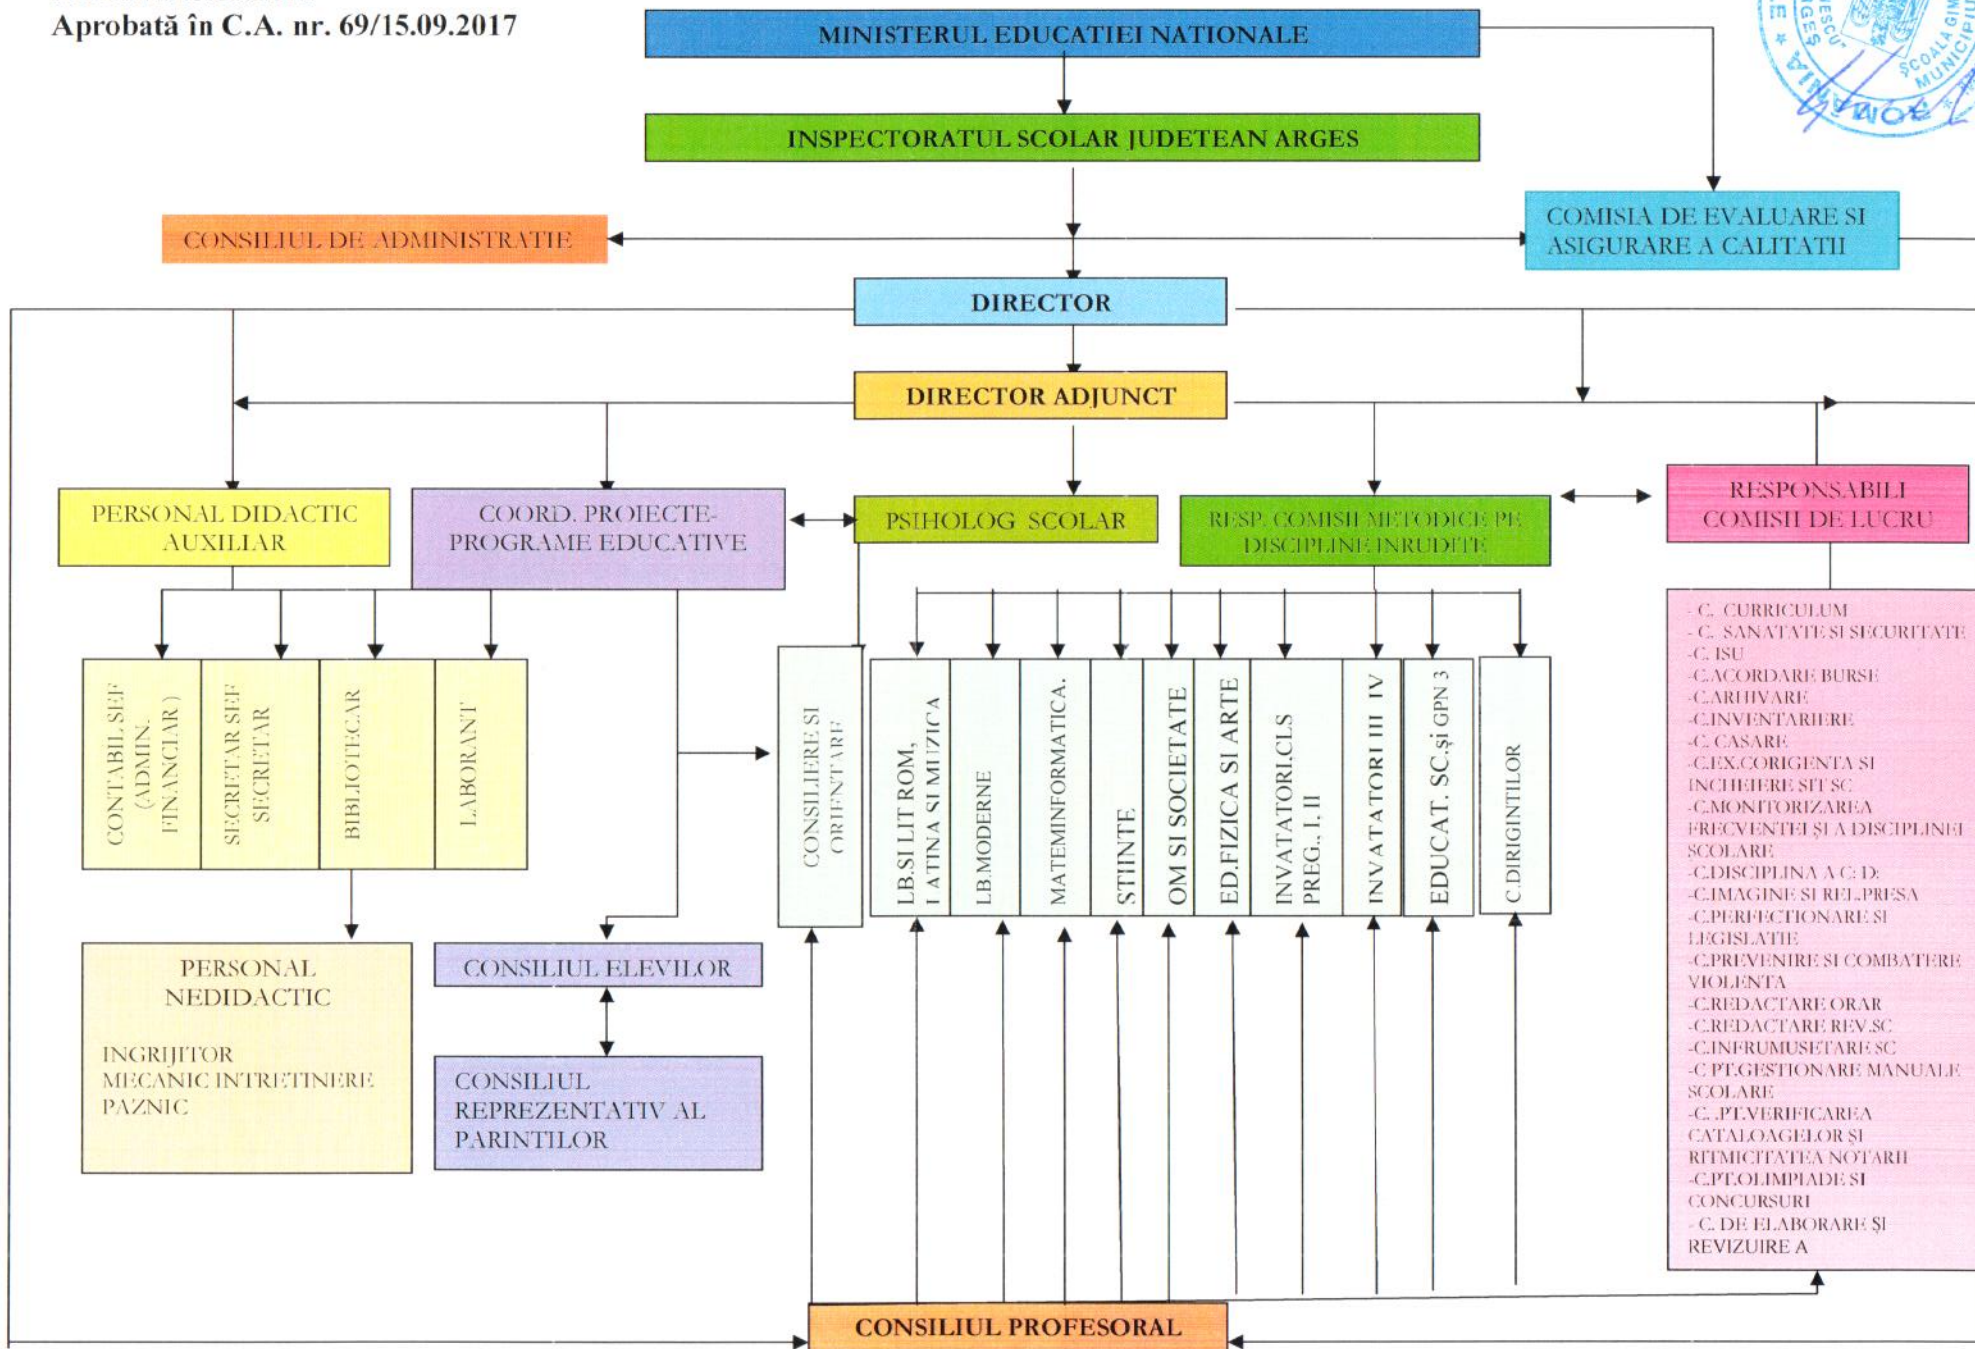 Aprobată în C.A. nr. 69/15.09.2017
MINISTERUL EDUCATIEI NATIONALE
INSPECTORATUL SCOLAR JUDETEAN ARGES
CONSILIUL DE ADMINISTRATIE
COMISIA DE EVALUARE SI
ASIGURARE A CALITATII
DIRECTOR
DIRECTOR ADJUNCT
PERSONAL DIDACTIC
AUXILIAR
COORD. PROIECTE-
PROGRAME EDUCATIVE
PSIHOLOG SCOLAR
RESP. COMISII METODICE PE
DISCIPLINE INRUDITE
RESPONSABILI
COMISII DE LUCRU
CONTABIL SEF
(ADMIN.
FINANCIAR )
SECRETAR SEF
SECRETAR
BIBLIOTECAR
LABORANT
CONSILIERE SI
ORIENTARE
LB.SI LIT ROM,
LATINA SI MUZICA
LB.MODERNE
MATEMINFORMATICA.
STIINTE
OM SI SOCIETATE
ED.FIZICA SI ARTE
INVATATORI.CLS
PREG., I, II
INVATATORI III IV
EDUCAT. SC.și GPN 3
C.DIRIGINTILOR
- C. CURRICULUM
- C. SANATATE SI SECURITATE
-C. ISU
-C.ACORDARE BURSE
-C.ARHIVARE
-C.INVENTARIERE
-C. CASARE
-C.EX.CORIGENTA SI
INCHEIERE SIT SC
-C.MONITORIZAREA
FRECVENTEI ȘI A DISCIPLINEI
SCOLARE
-C.DISCIPLINA A C: D:
-C.IMAGINE SI REL.PRESA
-C.PERFECTIONARE SI
LEGISLATIE
-C.PREVENIRE SI COMBATERE
VIOLENTA
-C.REDACTARE ORAR
-C.REDACTARE REV.SC
-C.INFRUMUSETARE SC
-C PT.GESTIONARE MANUALE
SCOLARE
-C. .PT.VERIFICAREA
CATALOAGELOR ȘI
RITMICITATEA NOTARII
-C.PT.OLIMPIADE SI
CONCURSURI
- C. DE ELABORARE ȘI
REVIZUIRE A
PERSONAL
NEDIDACTIC
INGRIJITOR
MECANIC INTRETINERE
PAZNIC
CONSILIUL ELEVILOR
CONSILIUL
REPREZENTATIV AL
PARINTILOR
CONSILIUL PROFESORAL